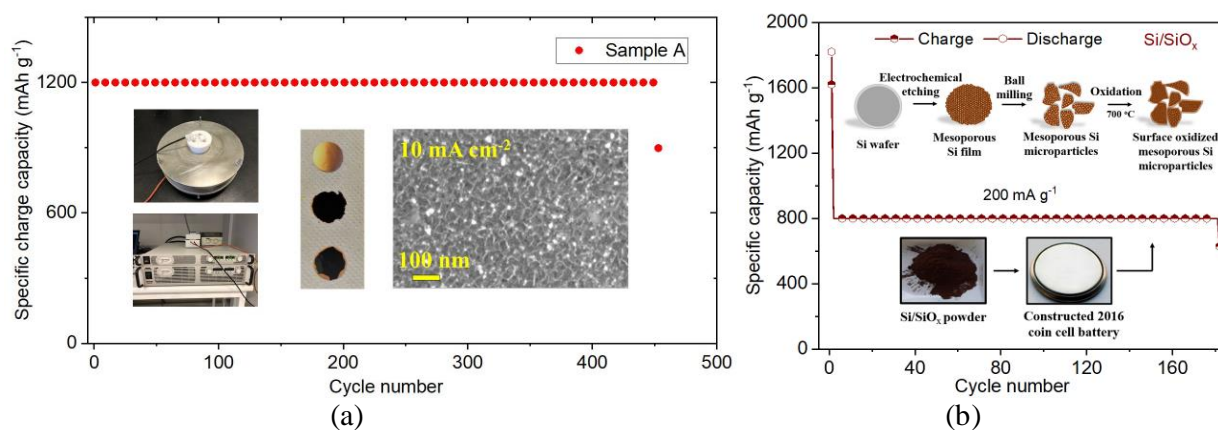 1200
900
600
300
0
Specific charge capacity (mAh g⁻¹)
Sample A
10 mA cm⁻²
100 nm
0 100 200 300 400 500
Cycle number
(a)
2000
1600
1200
800
400
0
Specific capacity (mAh g⁻¹)
Charge Discharge Si/SiOₓ
Electrochemical
etching
Ball
milling
Oxidation
700 °C
Si wafer
Mesoporous
Si film
Mesoporous Si
microparticles
Surface oxidized
mesoporous Si
microparticles
200 mA g⁻¹
Si/SiOₓ powder
Constructed 2016
coin cell battery
0 40 80 120 160
Cycle number
(b)